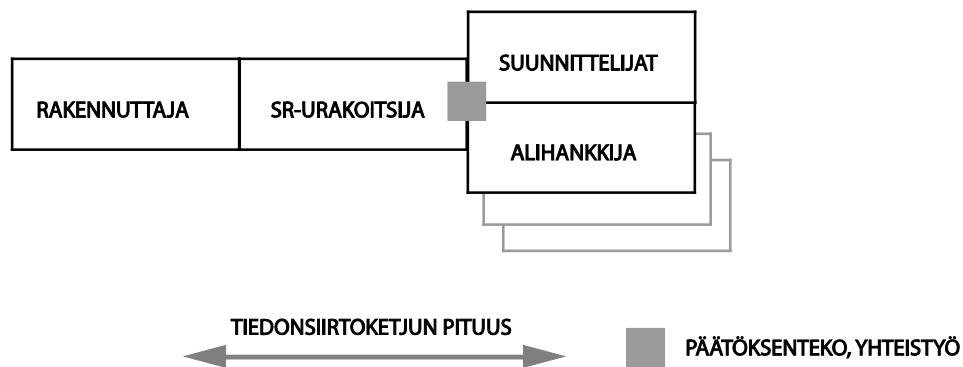 SUUNNITTELIJAT
RAKENNUTTAJA
SR-URAKOITSIJA
ALIHANKKIJA
TIEDONSIIRTOKETJUN PITUUS
PÄÄTÖKSENTEKO, YHTEISTYÖ